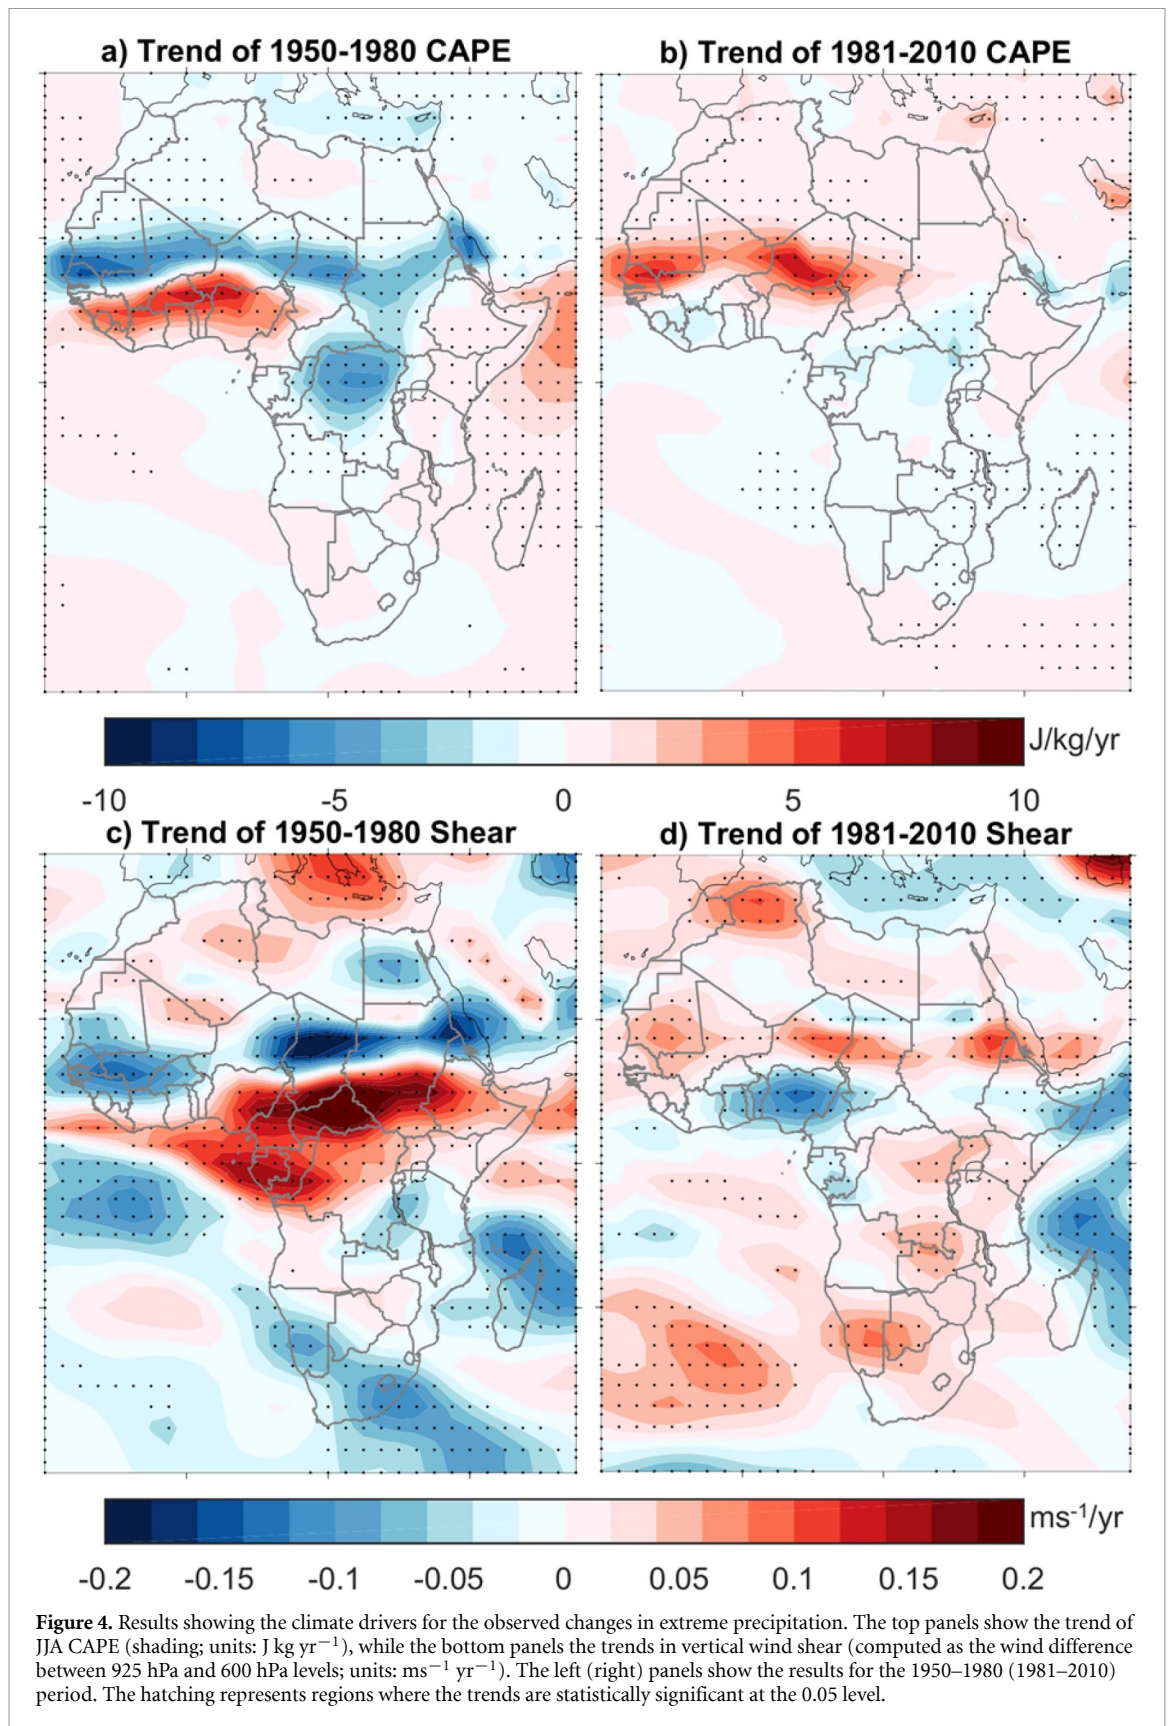 a) Trend of 1950-1980 CAPE
b) Trend of 1981-2010 CAPE
J/kg/yr
-10 -5 0 5 10
c) Trend of 1950-1980 Shear
d) Trend of 1981-2010 Shear
ms⁻¹/yr
-0.2 -0.15 -0.1 -0.05 0 0.05 0.1 0.15 0.2
Figure 4. Results showing the climate drivers for the observed changes in extreme precipitation. The top panels show the trend of
JJA CAPE (shading; units: J kg yr⁻¹), while the bottom panels the trends in vertical wind shear (computed as the wind difference
between 925 hPa and 600 hPa levels; units: ms⁻¹ yr⁻¹). The left (right) panels show the results for the 1950–1980 (1981–2010)
period. The hatching represents regions where the trends are statistically significant at the 0.05 level.